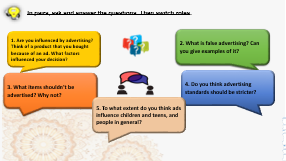 In pairs, ask and answer the questions. Then switch roles.
1. Are you influenced by advertising?
Think of a product that you bought
because of an ad. What factors
influenced your decision?
2. What is false advertising? Can
you give examples of it?
3. What items shouldn't be
advertised? Why not?
4. Do you think advertising
standards should be stricter?
5. To what extent do you think ads
influence children and teens, and
people in general?